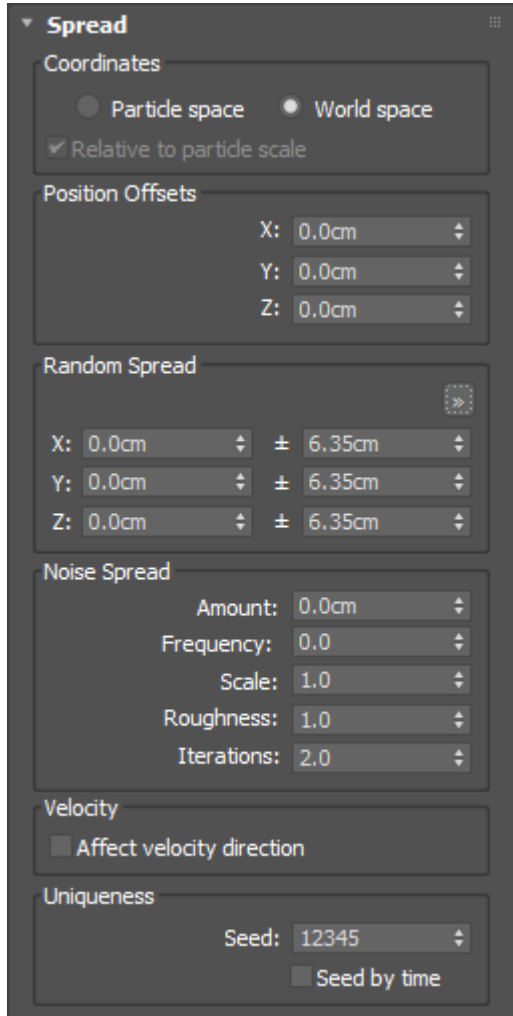 Spread
Coordinates
Particle space World space
Relative to particle scale
Position Offsets
X: 0.0cm
Y: 0.0cm
Z: 0.0cm
Random Spread
»
X: 0.0cm ± 6.35cm
Y: 0.0cm ± 6.35cm
Z: 0.0cm ± 6.35cm
Noise Spread
Amount: 0.0cm
Frequency: 0.0
Scale: 1.0
Roughness: 1.0
Iterations: 2.0
Velocity
Affect velocity direction
Uniqueness
Seed: 12345
Seed by time